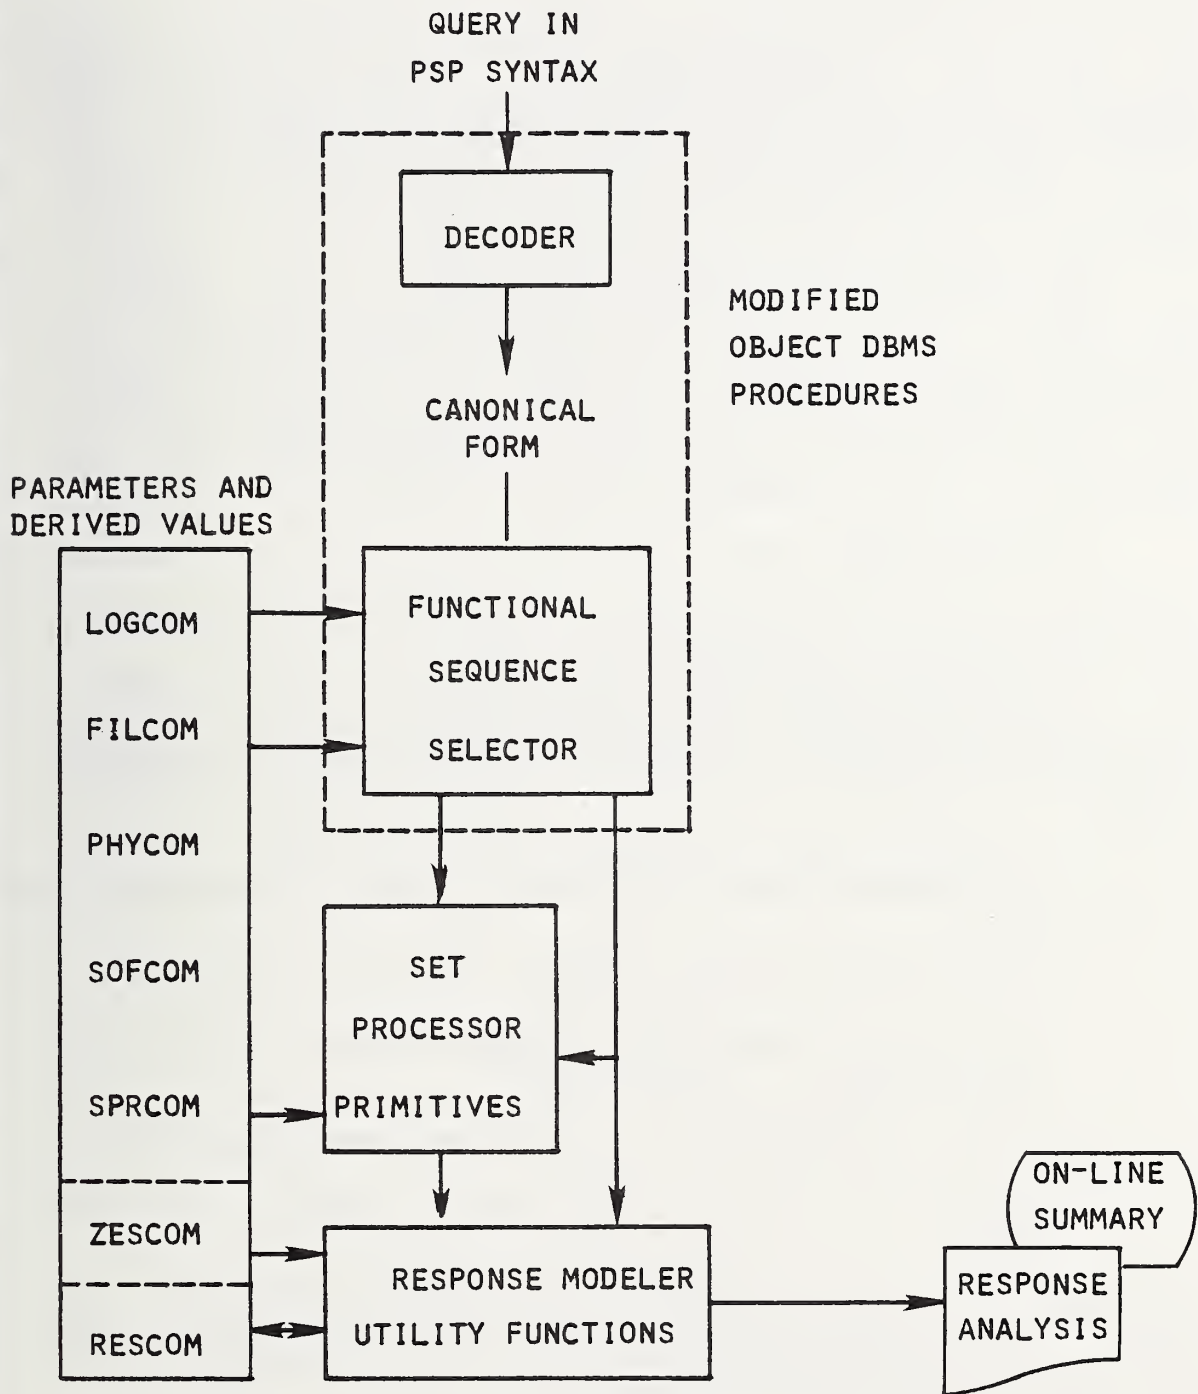 QUERY IN
PSP SYNTAX
DECODER
MODIFIED
OBJECT DBMS
PROCEDURES
CANONICAL
FORM
PARAMETERS AND
DERIVED VALUES
LOGCOM
FILCOM
PHYCOM
SOFCOM
SPRCOM
ZESCOM
RESCOM
FUNCTIONAL
SEQUENCE
SELECTOR
SET
PROCESSOR
PRIMITIVES
RESPONSE MODELER
UTILITY FUNCTIONS
ON-LINE
SUMMARY
RESPONSE
ANALYSIS